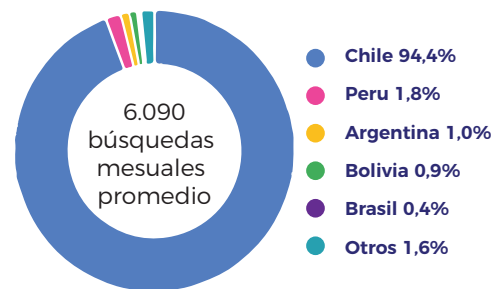 6.090
búsquedas
mesuales
promedio
Chile 94,4%
Peru 1,8%
Argentina 1,0%
Bolivia 0,9%
Brasil 0,4%
Otros 1,6%